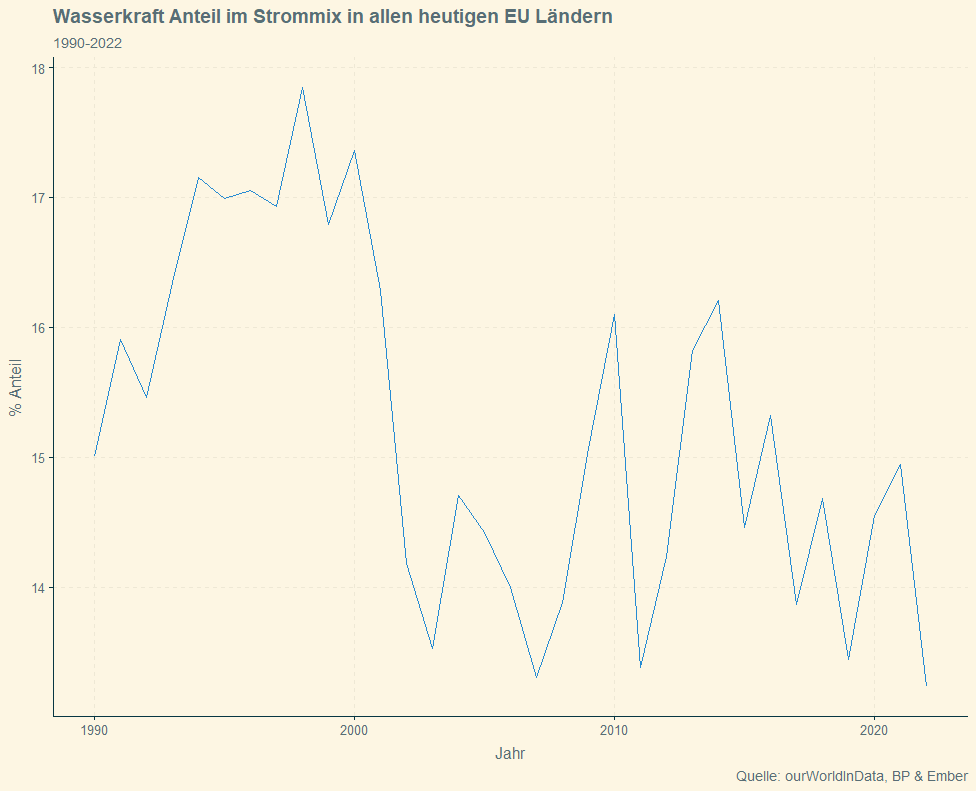 Wasserkraft Anteil im Strommix in allen heutigen EU Ländern
1990-2022
18
17
16
15
14
% Anteil
1990
2000
2010
2020
Jahr
Quelle: ourWorldInData, BP & Ember